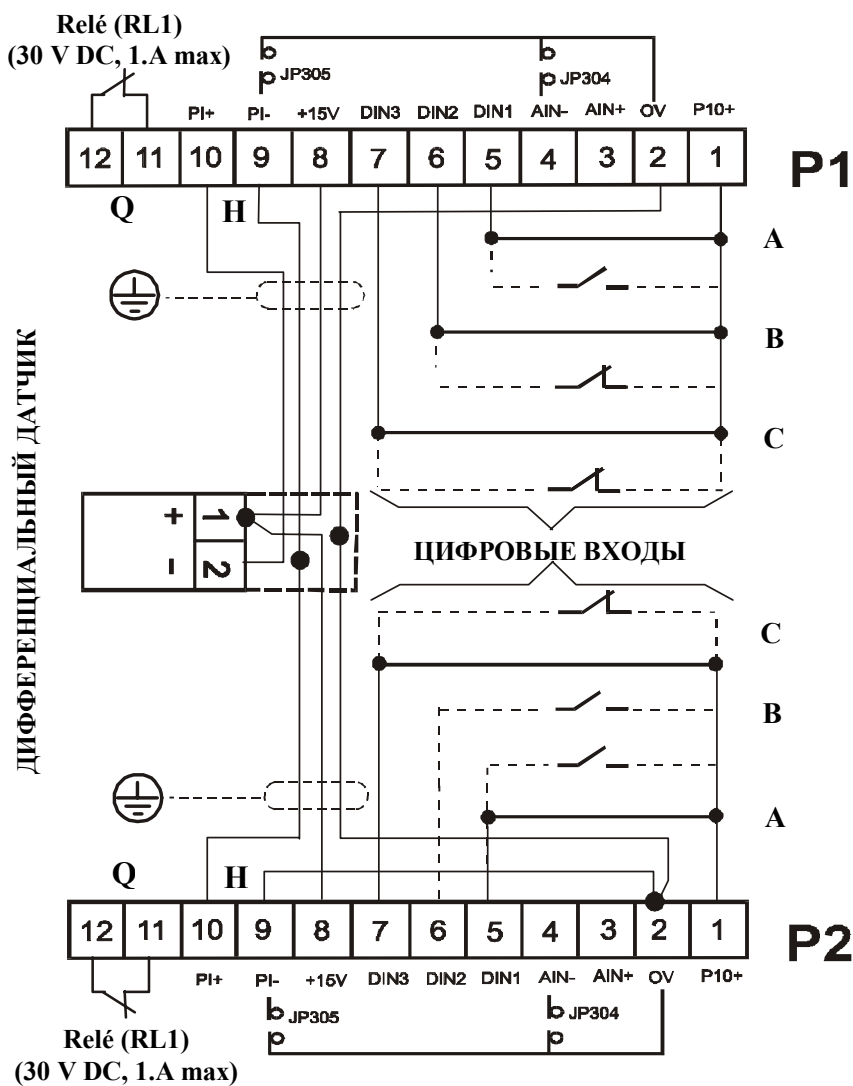 Relé (RL1)
(30 V DC, 1.A max)
JP305
JP304
PI+ PI- +15V DIN3 DIN2 DIN1 AIN- AIN+ OV P10+
12 11 10 9 8 7 6 5 4 3 2 1
P1
Q
H
A
B
C
ДИФФЕРЕНЦИАЛЬНЫЙ ДАТЧИК
+ 1
- 2
ЦИФРОВЫЕ ВХОДЫ
C
B
A
Q
H
12 11 10 9 8 7 6 5 4 3 2 1
P2
PI+ PI- +15V DIN3 DIN2 DIN1 AIN- AIN+ OV P10+
JP305
JP304
Relé (RL1)
(30 V DC, 1.A max)